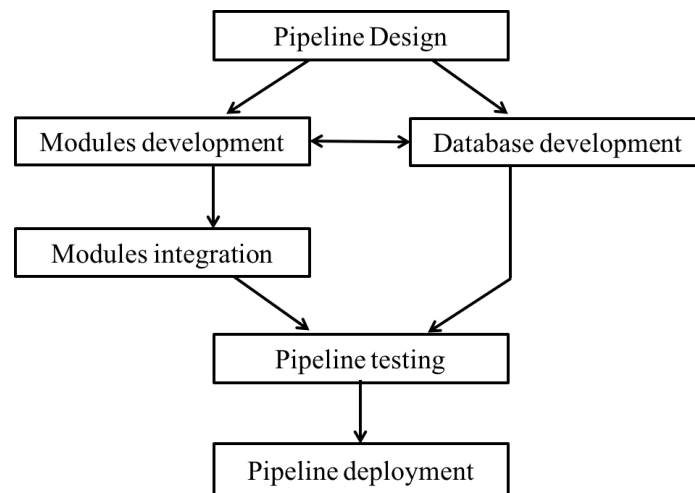 Pipeline Design
Modules development
Database development
Modules integration
Pipeline testing
Pipeline deployment